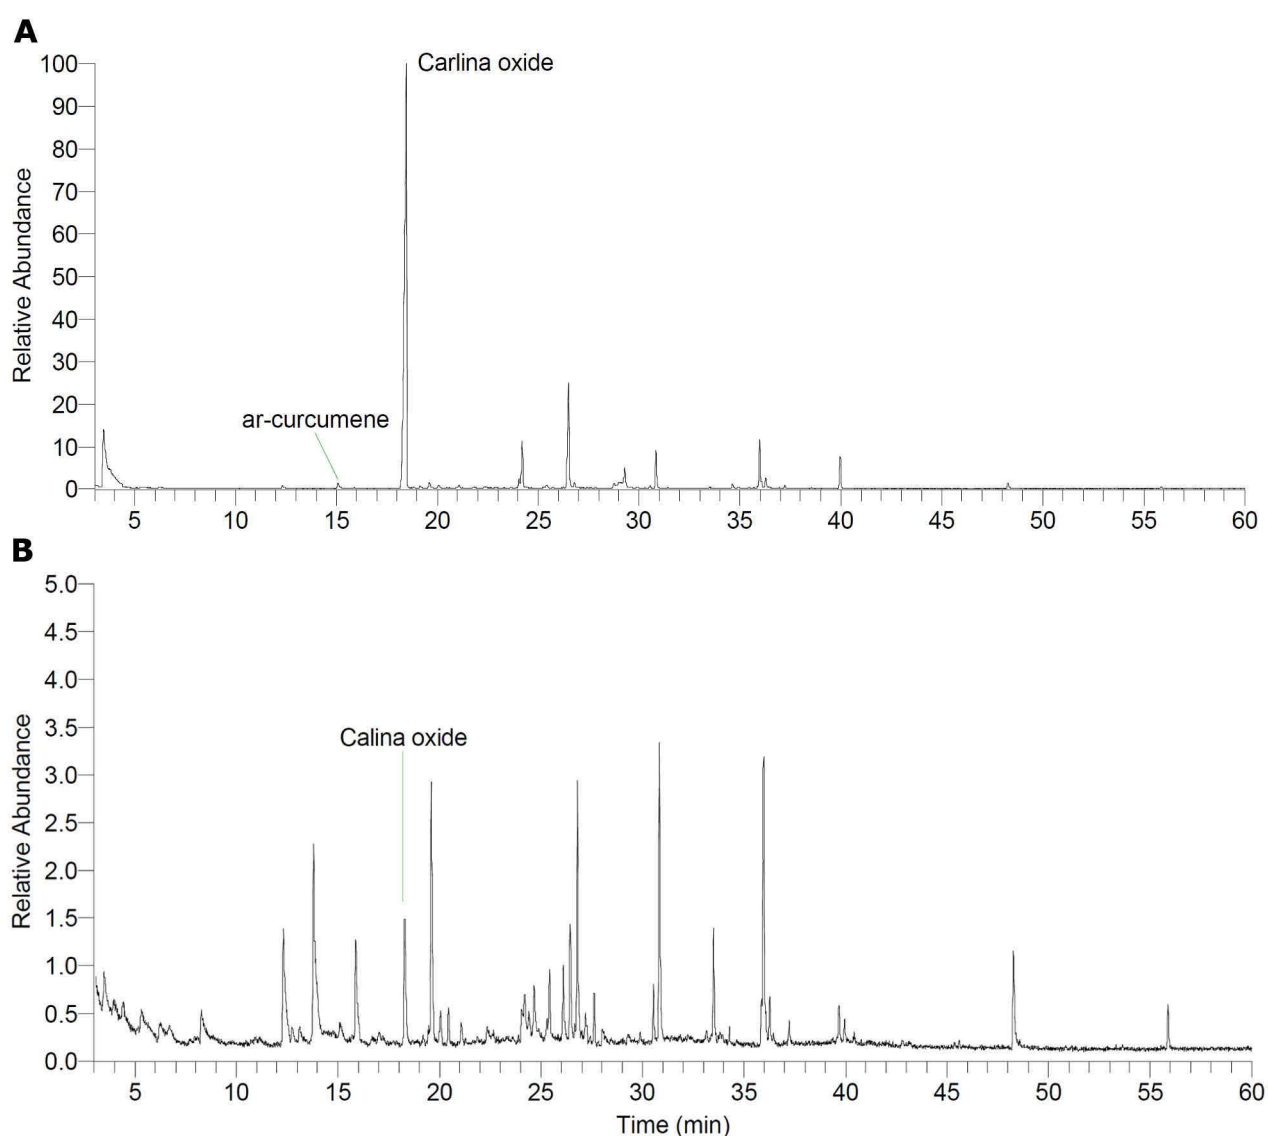 A
Carlina oxide
100
90
80
70
60
50
40
30
20
10
0
Relative Abundance
ar-curcumene
5 10 15 20 25 30 35 40 45 50 55 60
B
5.0
4.5
4.0
3.5
3.0
2.5
2.0
1.5
1.0
0.5
0.0
Relative Abundance
Calina oxide
5 10 15 20 25 30 35 40 45 50 55 60
Time (min)